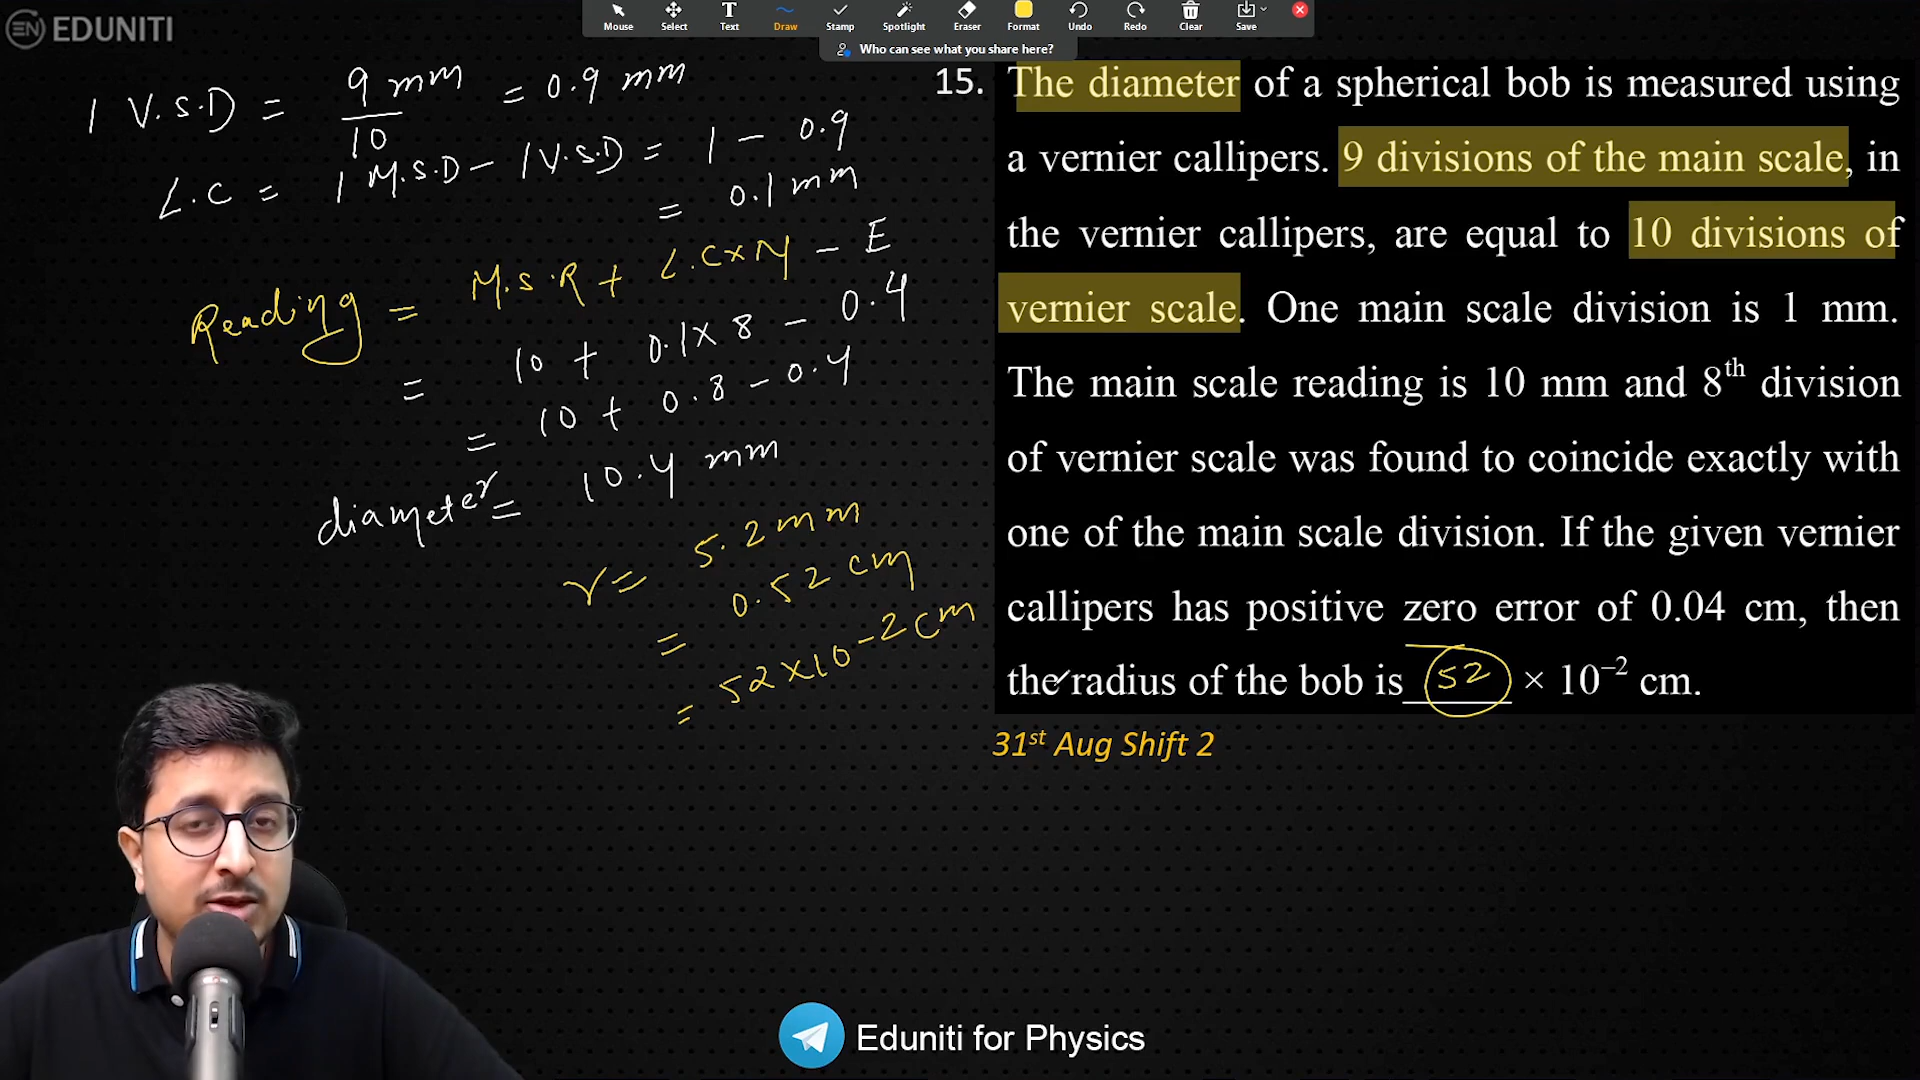 EN EDUNITI
Mouse Select Text Draw Stamp Spotlight Eraser Format Undo Redo Clear Save
Who can see what you share here?
1 V.S.D = 9 mm / 10 = 0.9 mm
L.C = 1 M.S.D - 1 V.S.D = 1 - 0.9
= 0.1 mm
Reading = M.S.R + L.C x N - E
= 10 + 0.1 x 8 - 0.4
= 10 + 0.8 - 0.4
diameter = 10.4 mm
r = 5.2 mm
= 0.52 cm
= 52 x 10⁻² cm
15. The diameter of a spherical bob is measured using
a vernier callipers. 9 divisions of the main scale, in
the vernier callipers, are equal to 10 divisions of
vernier scale. One main scale division is 1 mm.
The main scale reading is 10 mm and 8th division
of vernier scale was found to coincide exactly with
one of the main scale division. If the given vernier
callipers has positive zero error of 0.04 cm, then
the radius of the bob is 52 × 10⁻² cm.
31st Aug Shift 2
Eduniti for Physics